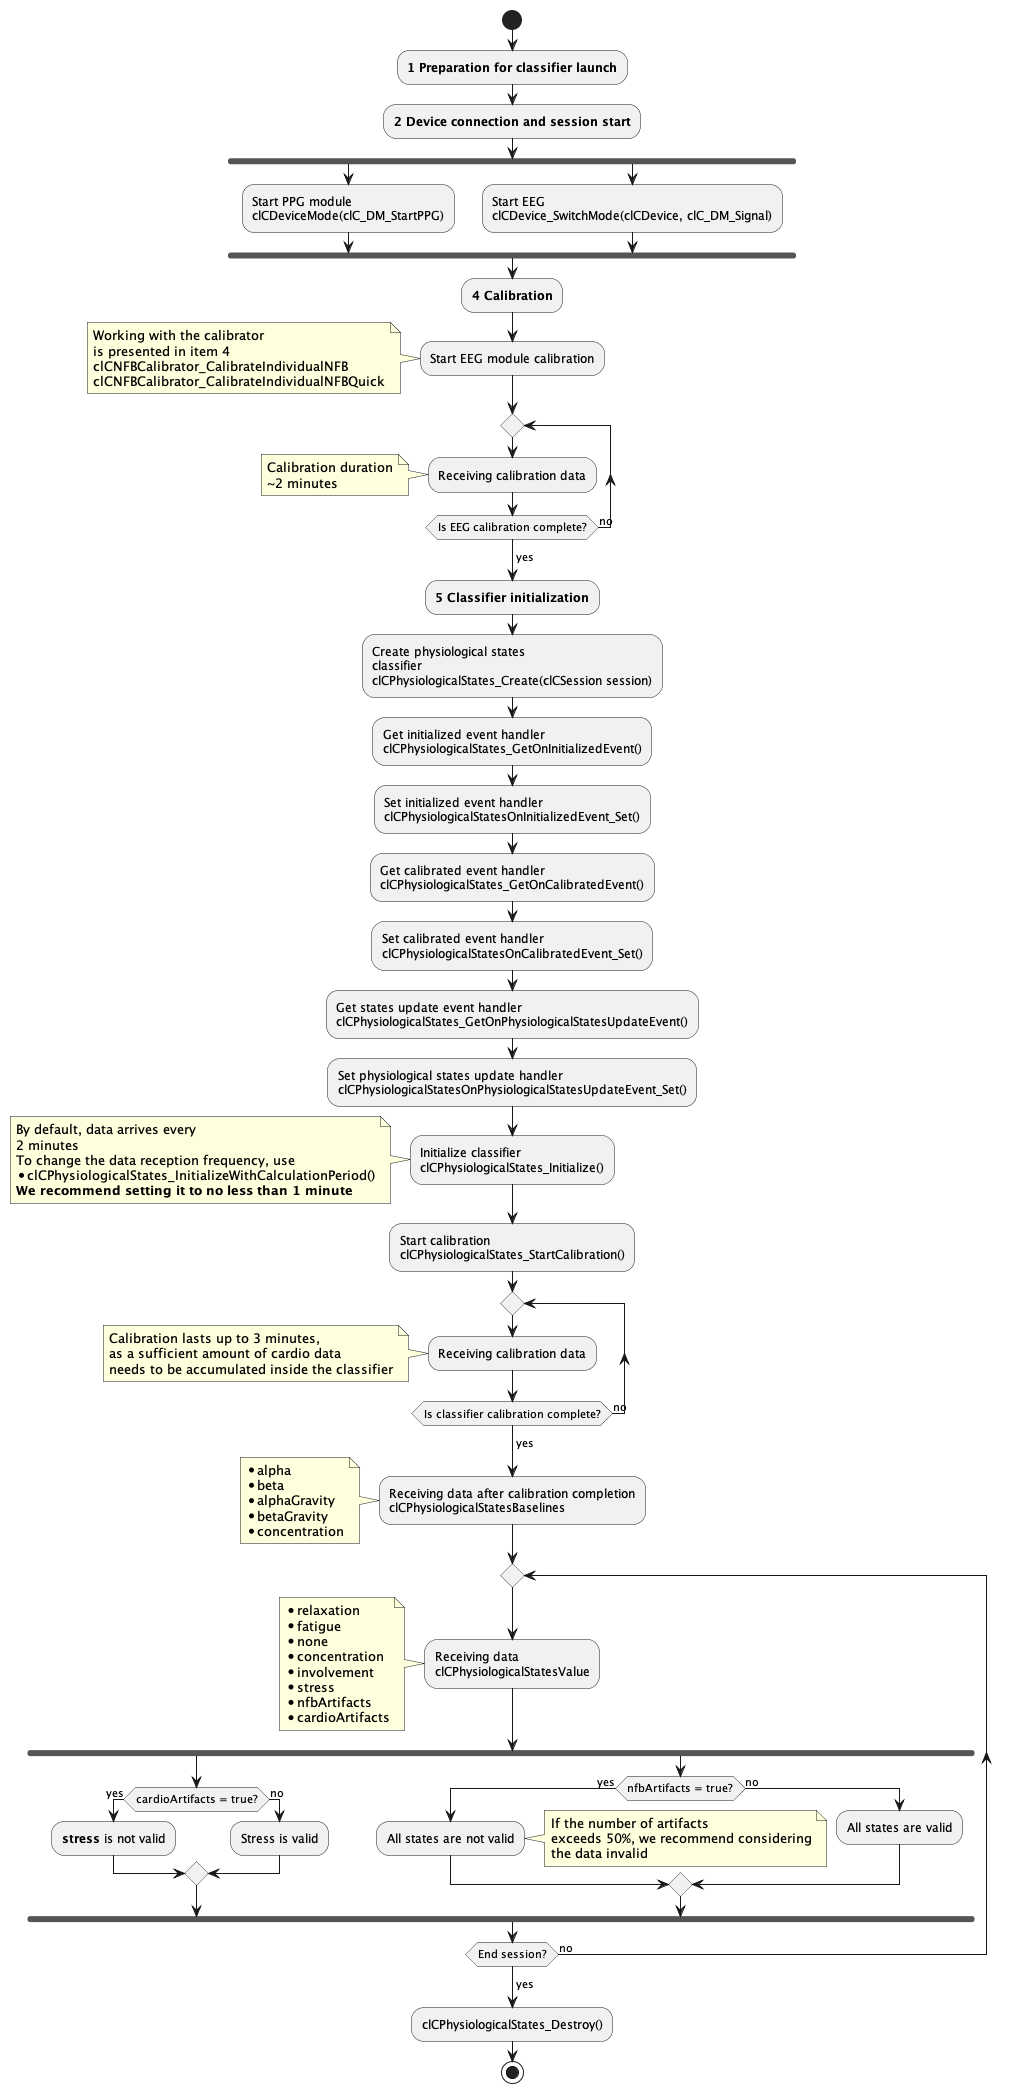 1 Preparation for classifier launch
2 Device connection and session start
Start PPG module
clCDeviceMode(clC_DM_StartPPG)
Start EEG
clCDevice_SwitchMode(clCDevice, clC_DM_Signal)
4 Calibration
Working with the calibrator
is presented in item 4
clCNFBCalibrator_CalibrateIndividualNFB
clCNFBCalibrator_CalibrateIndividualNFBQuick
Start EEG module calibration
Calibration duration
~2 minutes
Receiving calibration data
Is EEG calibration complete?
no
yes
5 Classifier initialization
Create physiological states
classifier
clCPhysiologicalStates_Create(clCSession session)
Get initialized event handler
clCPhysiologicalStates_GetOnInitializedEvent()
Set initialized event handler
clCPhysiologicalStatesOnInitializedEvent_Set()
Get calibrated event handler
clCPhysiologicalStates_GetOnCalibratedEvent()
Set calibrated event handler
clCPhysiologicalStatesOnCalibratedEvent_Set()
Get states update event handler
clCPhysiologicalStates_GetOnPhysiologicalStatesUpdateEvent()
Set physiological states update handler
clCPhysiologicalStatesOnPhysiologicalStatesUpdateEvent_Set()
By default, data arrives every
2 minutes
To change the data reception frequency, use
•clCPhysiologicalStates_InitializeWithCalculationPeriod()
We recommend setting it to no less than 1 minute
Initialize classifier
clCPhysiologicalStates_Initialize()
Start calibration
clCPhysiologicalStates_StartCalibration()
Calibration lasts up to 3 minutes,
as a sufficient amount of cardio data
needs to be accumulated inside the classifier
Receiving calibration data
Is classifier calibration complete?
no
yes
•alpha
•beta
•alphaGravity
•betaGravity
•concentration
Receiving data after calibration completion
clCPhysiologicalStatesBaselines
•relaxation
•fatigue
•none
•concentration
•involvement
•stress
•nfbArtifacts
•cardioArtifacts
Receiving data
clCPhysiologicalStatesValue
yes
cardioArtifacts = true?
no
stress is not valid
Stress is valid
yes
nfbArtifacts = true?
no
All states are not valid
If the number of artifacts
exceeds 50%, we recommend considering
the data invalid
All states are valid
End session?
no
yes
clCPhysiologicalStates_Destroy()